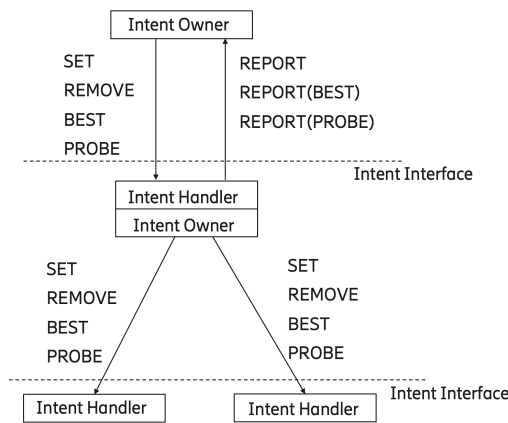 Intent Owner
SET
REMOVE
BEST
PROBE
REPORT
REPORT(BEST)
REPORT(PROBE)
Intent Interface
Intent Handler
Intent Owner
SET
REMOVE
BEST
PROBE
SET
REMOVE
BEST
PROBE
Intent Interface
Intent Handler
Intent Handler